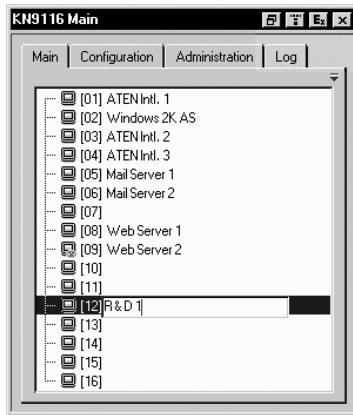 KN9116 Main
Main Configuration Administration Log
[01] ATEN Intl. 1
[02] Windows 2K AS
[03] ATEN Intl. 2
[04] ATEN Intl. 3
[05] Mail Server 1
[06] Mail Server 2
[07]
[08] Web Server 1
[09] Web Server 2
[10]
[11]
[12] R & D 1
[13]
[14]
[15]
[16]